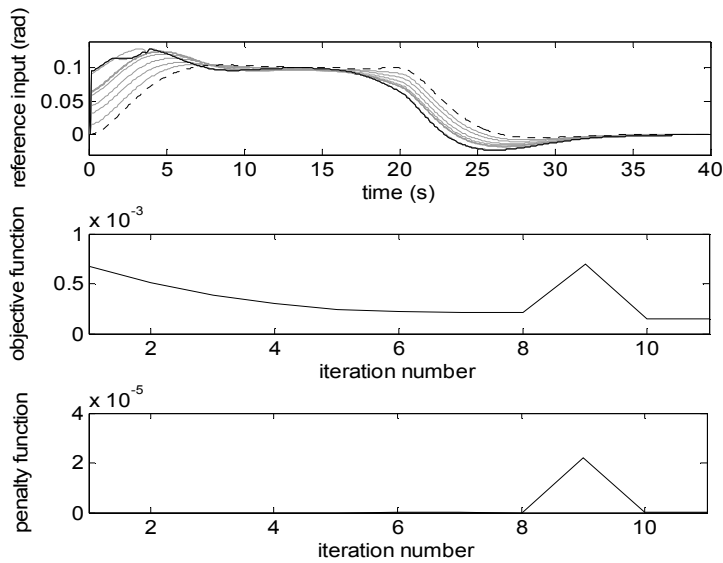 reference input (rad)
0.1
0.05
0
0 5 10 15 20 25 30 35 40
time (s)
x 10^-3
objective function
1
0.5
0
2 4 6 8 10
iteration number
x 10^-5
penalty function
4
2
0
2 4 6 8 10
iteration number